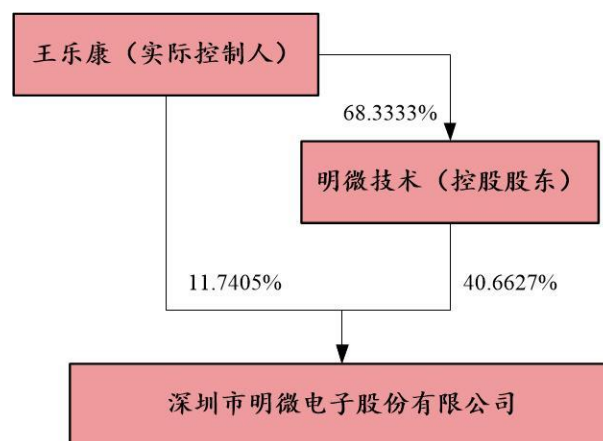 王乐康（实际控制人）
68.3333%
明微技术（控股股东）
11.7405%
40.6627%
深圳市明微电子股份有限公司